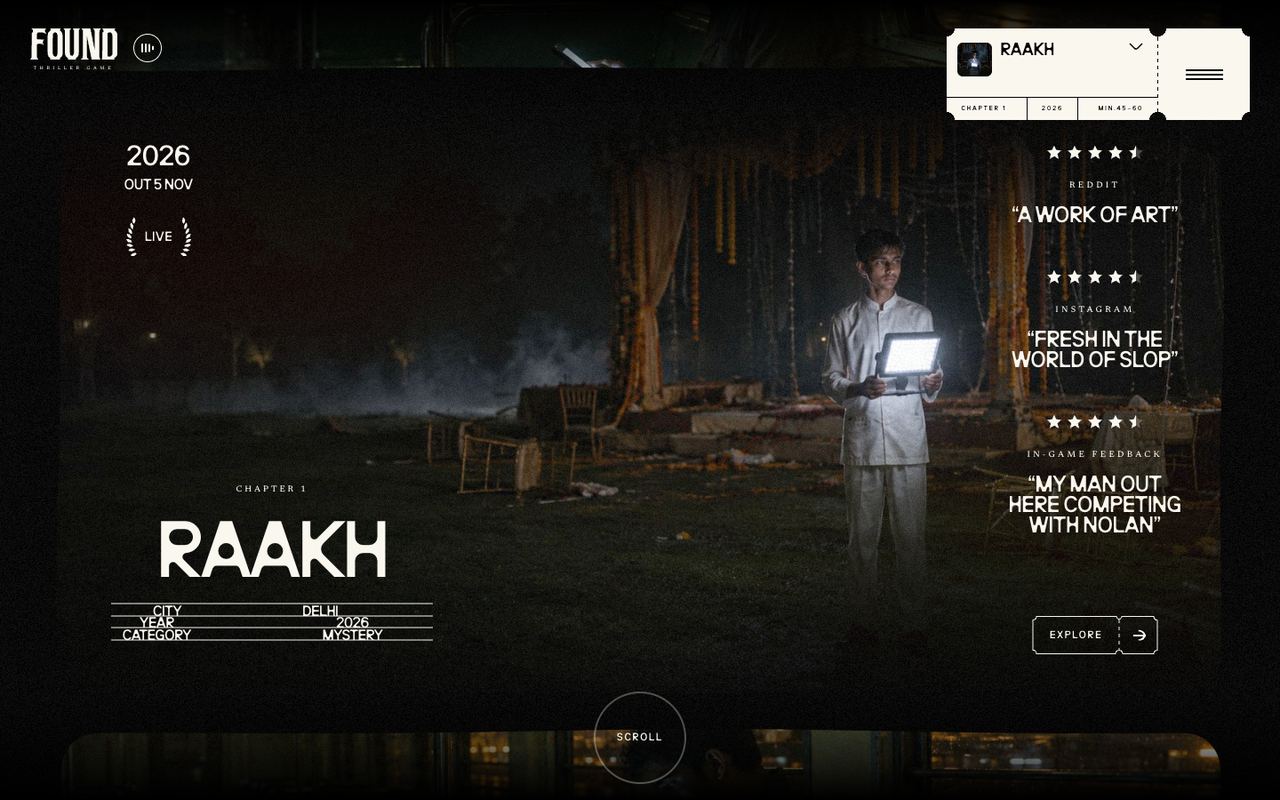 FOUND
THRILLER GAME
RAAKH
CHAPTER 1
2026
MIN.45-60
2026
OUT 5 NOV
LIVE
REDDIT
“A WORK OF ART”
INSTAGRAM
“FRESH IN THE
WORLD OF SLOP”
IN-GAME FEEDBACK
“MY MAN OUT
HERE COMPETING
WITH NOLAN”
CHAPTER 1
RAAKH
CITY DELHI
YEAR 2026
CATEGORY MYSTERY
EXPLORE
SCROLL